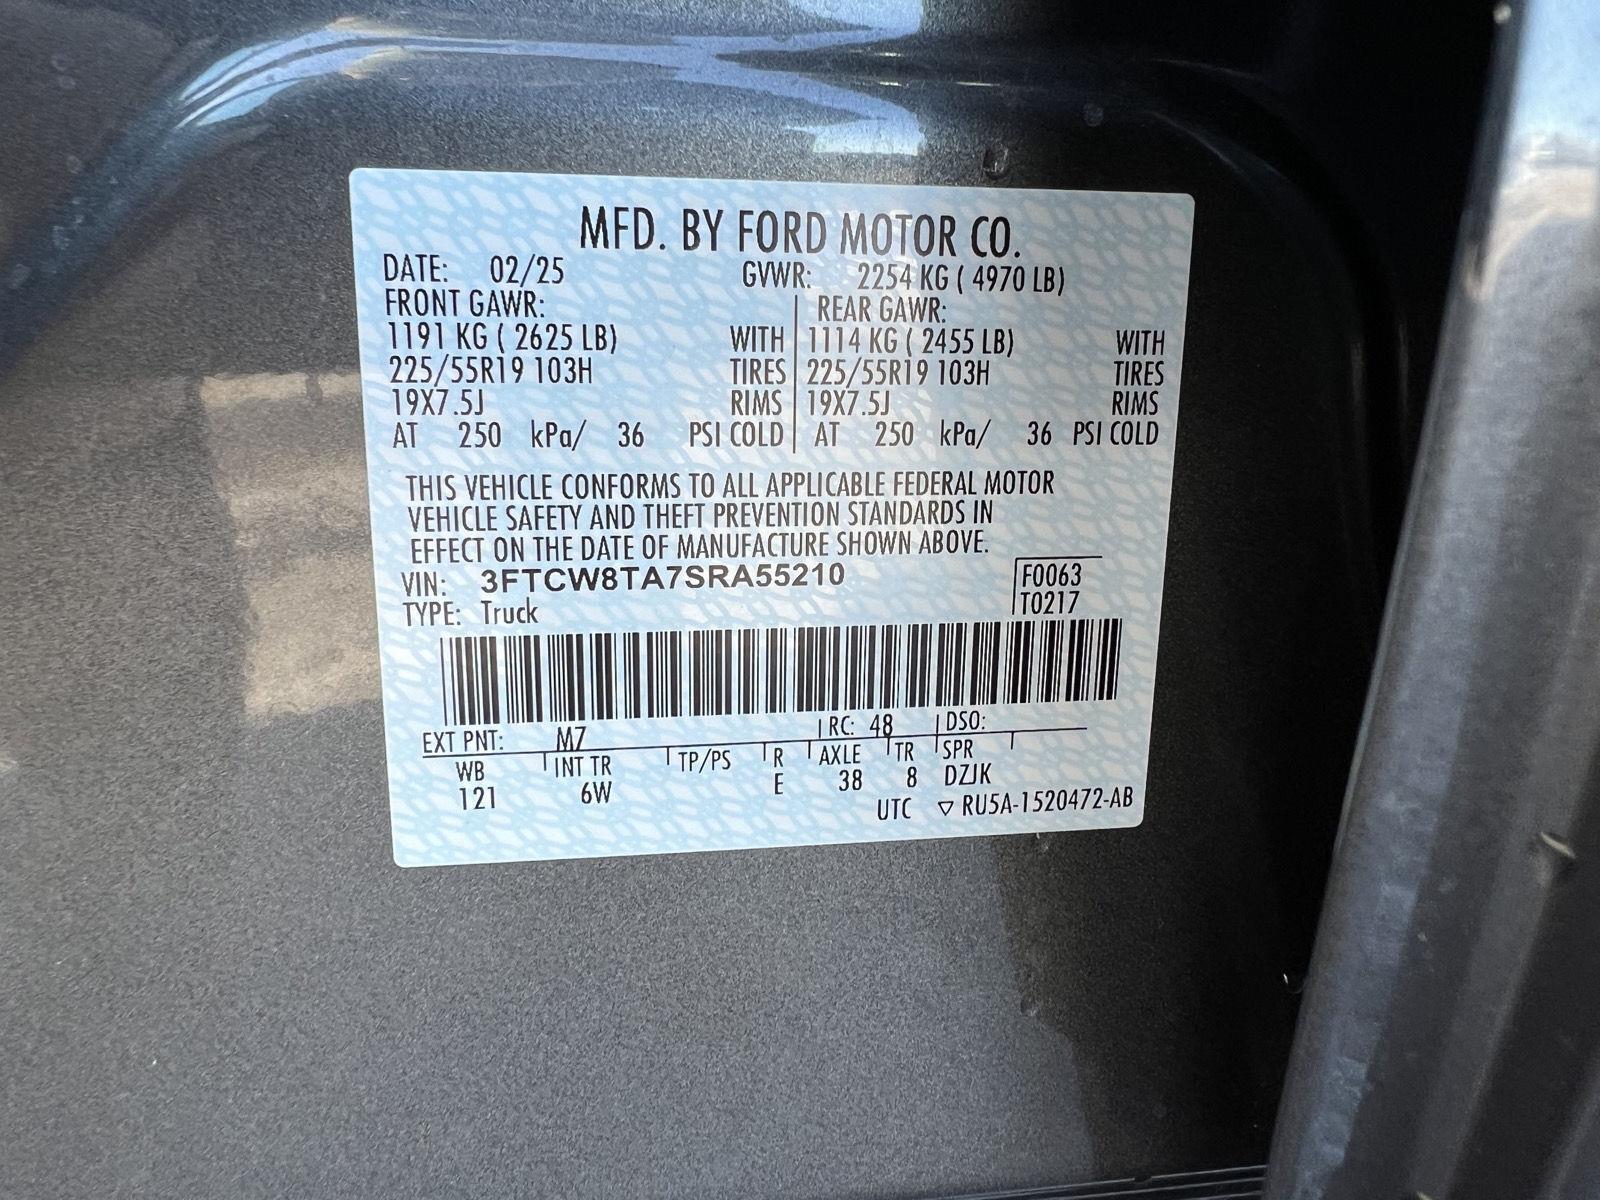 MFD. BY FORD MOTOR CO.
DATE: 02/25 GVWR: 2254 KG ( 4970 LB)
FRONT GAWR: REAR GAWR:
1191 KG ( 2625 LB) WITH 1114 KG ( 2455 LB) WITH
225/55R19 103H TIRES 225/55R19 103H TIRES
19X7.5J RIMS 19X7.5J RIMS
AT 250 kPa/ 36 PSI COLD AT 250 kPa/ 36 PSI COLD
THIS VEHICLE CONFORMS TO ALL APPLICABLE FEDERAL MOTOR
VEHICLE SAFETY AND THEFT PREVENTION STANDARDS IN
EFFECT ON THE DATE OF MANUFACTURE SHOWN ABOVE.
VIN: 3FTCW8TA7SRA55210 F0063
TYPE: Truck T0217
EXT PNT: M7 RC: 48 DSO:
WB INT TR TP/PS R AXLE TR SPR
121 6W E 38 8 DZJK
UTC ▽ RU5A-1520472-AB